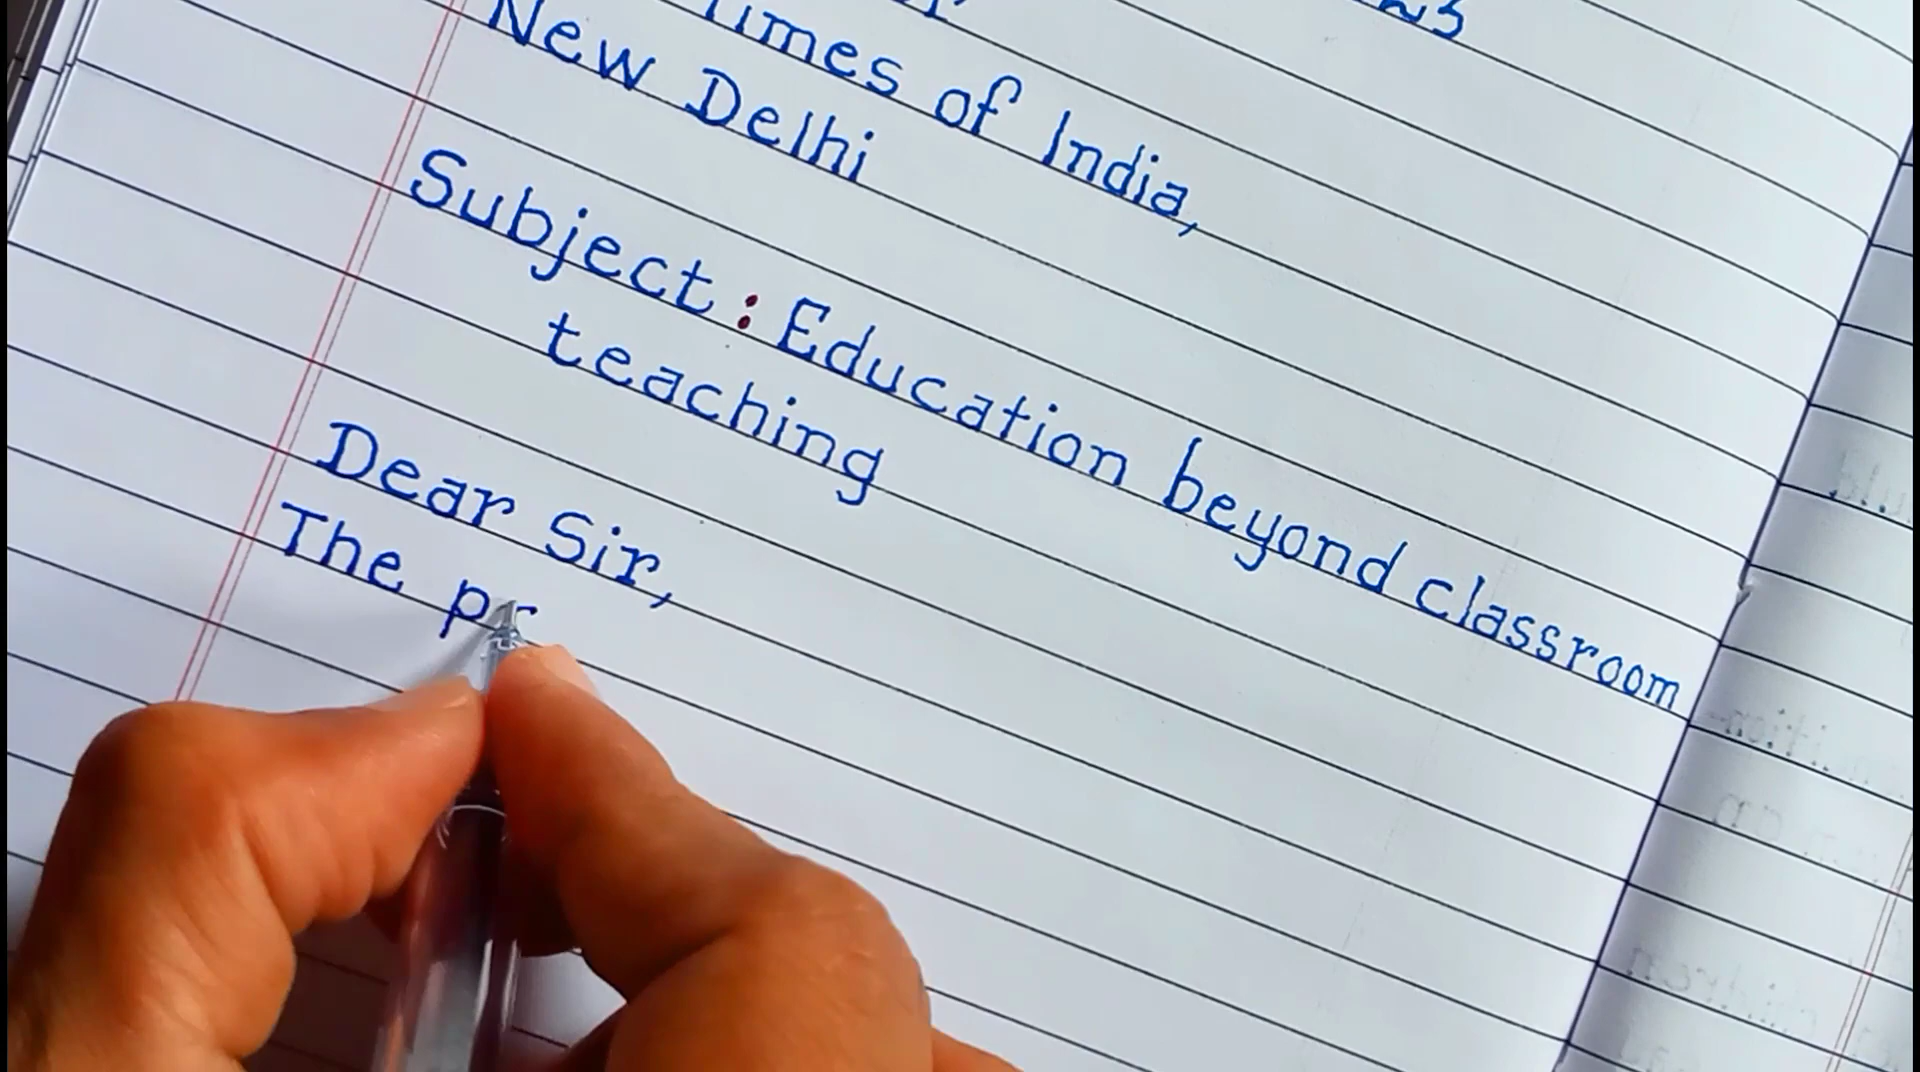 Times of India,
New Delhi
Subject : Education beyond classroom
teaching
Dear Sir,
The pr